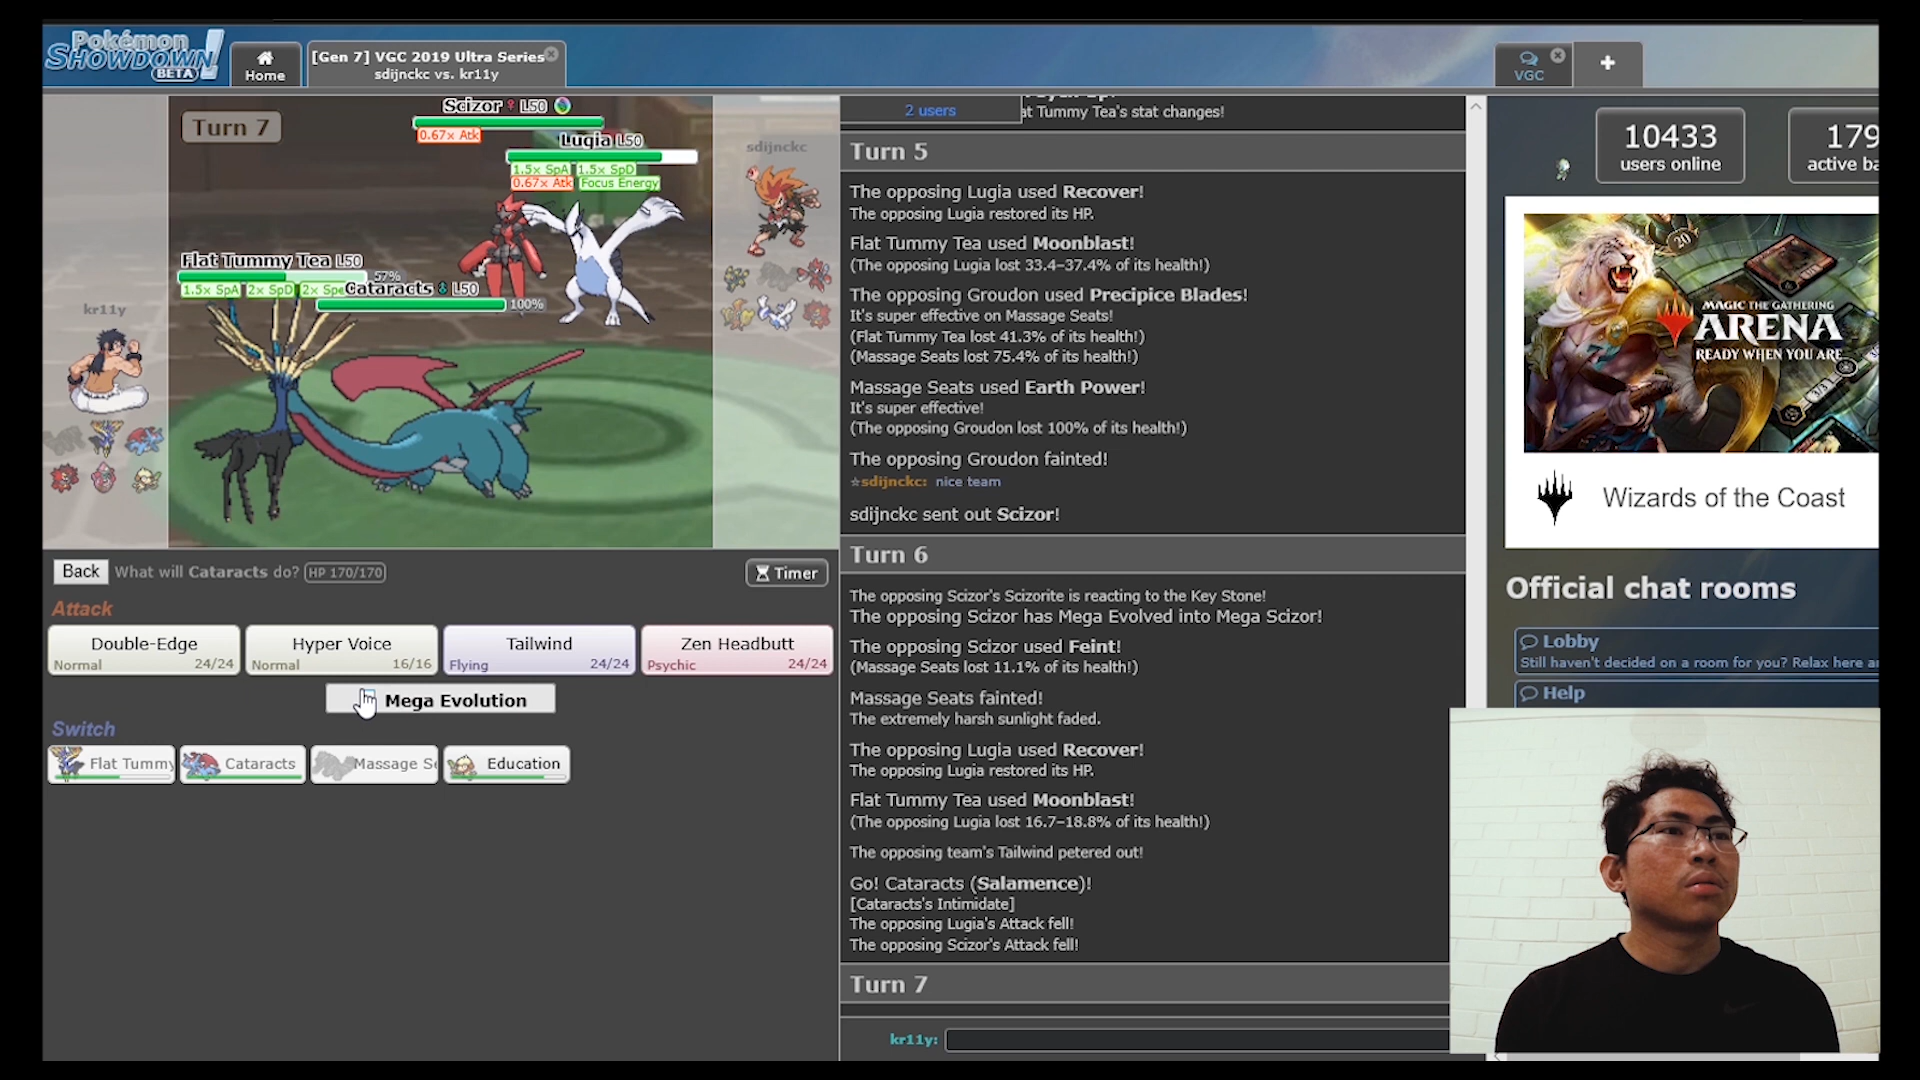 Pokémon
SHOWDOWN!
BETA
Home
[Gen 7] VGC 2019 Ultra Series
sdijnckc vs. kr11y
VGC
Turn 7
Scizor ♀ L50
0.67x Atk
Lugia L50
1.5x SpA 1.5x SpD
0.67x Atk Focus Energy
sdijnckc
Flat Tummy Tea L50
57%
1.5x SpA 2x SpD 2x Spe
Cataracts ♂ L50
100%
kr11y
Back What will Cataracts do? HP 170/170
Timer
Attack
Double-Edge
Normal 24/24
Hyper Voice
Normal 16/16
Tailwind
Flying 24/24
Zen Headbutt
Psychic 24/24
Mega Evolution
Switch
Flat Tummy
Cataracts
Massage Se
Education
2 users
at Tummy Tea's stat changes!
Turn 5
The opposing Lugia used Recover!
The opposing Lugia restored its HP.
Flat Tummy Tea used Moonblast!
(The opposing Lugia lost 33.4–37.4% of its health!)
The opposing Groudon used Precipice Blades!
It's super effective on Massage Seats!
(Flat Tummy Tea lost 41.3% of its health!)
(Massage Seats lost 75.4% of its health!)
Massage Seats used Earth Power!
It's super effective!
(The opposing Groudon lost 100% of its health!)
The opposing Groudon fainted!
☆sdijnckc: nice team
sdijnckc sent out Scizor!
Turn 6
The opposing Scizor's Scizorite is reacting to the Key Stone!
The opposing Scizor has Mega Evolved into Mega Scizor!
The opposing Scizor used Feint!
(Massage Seats lost 11.1% of its health!)
Massage Seats fainted!
The extremely harsh sunlight faded.
The opposing Lugia used Recover!
The opposing Lugia restored its HP.
Flat Tummy Tea used Moonblast!
(The opposing Lugia lost 16.7–18.8% of its health!)
The opposing team's Tailwind petered out!
Go! Cataracts (Salamence)!
[Cataracts's Intimidate]
The opposing Lugia's Attack fell!
The opposing Scizor's Attack fell!
Turn 7
kr11y:
10433
users online
179
active ba
20
MAGIC THE GATHERING
ARENA
READY WHEN YOU ARE
3/3
Wizards of the Coast
Official chat rooms
Lobby
Still haven't decided on a room for you? Relax here a
Help